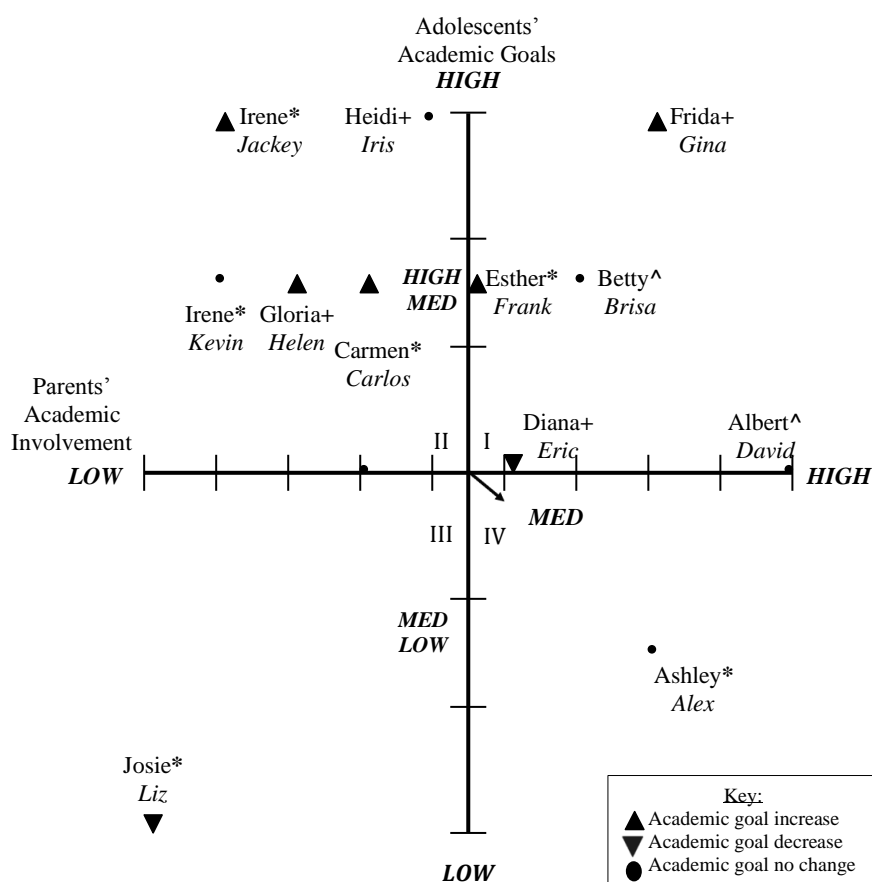 Adolescents'
Academic Goals
HIGH
Irene*
Jackey
Heidi+
Iris
Frida+
Gina
HIGH
MED
Esther*
Frank
Betty^
Brisa
Irene*
Kevin
Gloria+
Helen
Carmen*
Carlos
Parents'
Academic
Involvement
LOW
II
I
Diana+
Eric
Albert^
David
HIGH
MED
III
IV
MED
LOW
Ashley*
Alex
Josie*
Liz
LOW
Key:
Academic goal increase
Academic goal decrease
Academic goal no change